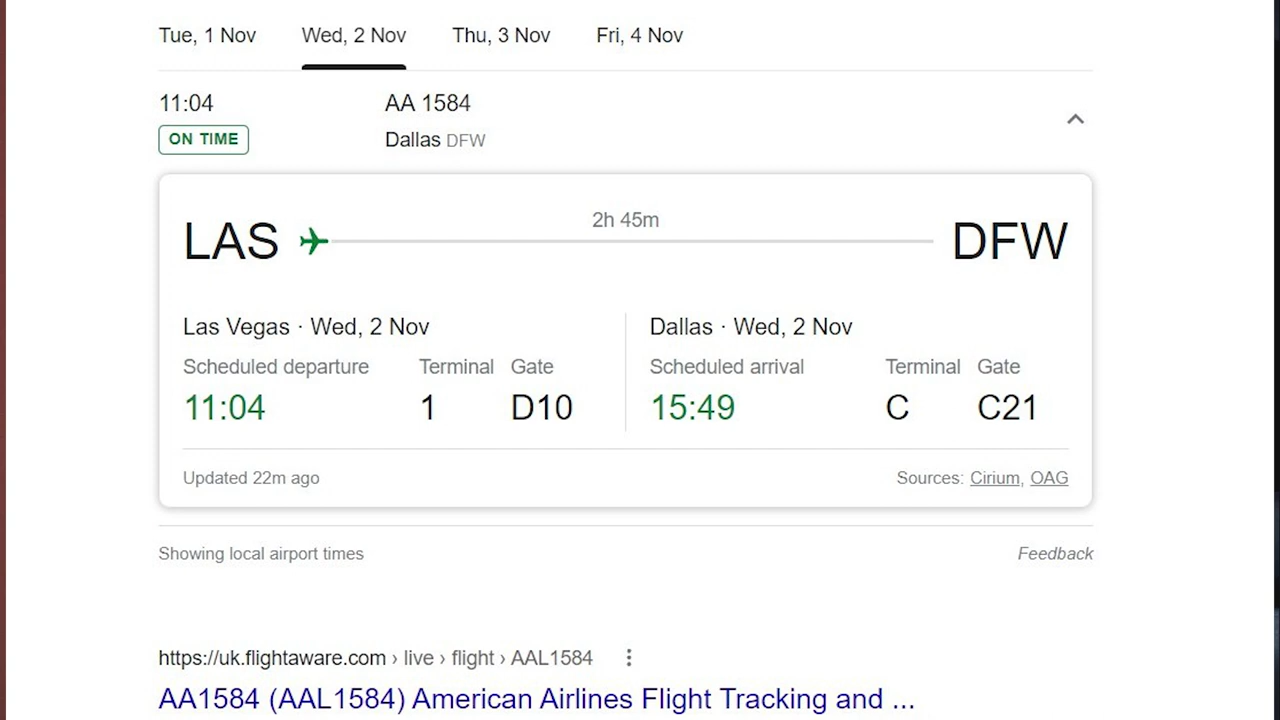 Tue, 1 Nov Wed, 2 Nov Thu, 3 Nov Fri, 4 Nov
11:04 AA 1584
ON TIME Dallas DFW
2h 45m
LAS DFW
Las Vegas · Wed, 2 Nov Dallas · Wed, 2 Nov
Scheduled departure Terminal Gate Scheduled arrival Terminal Gate
11:04 1 D10 15:49 C C21
Updated 22m ago Sources: Cirium, OAG
Showing local airport times Feedback
https://uk.flightaware.com › live › flight › AAL1584
AA1584 (AAL1584) American Airlines Flight Tracking and ...